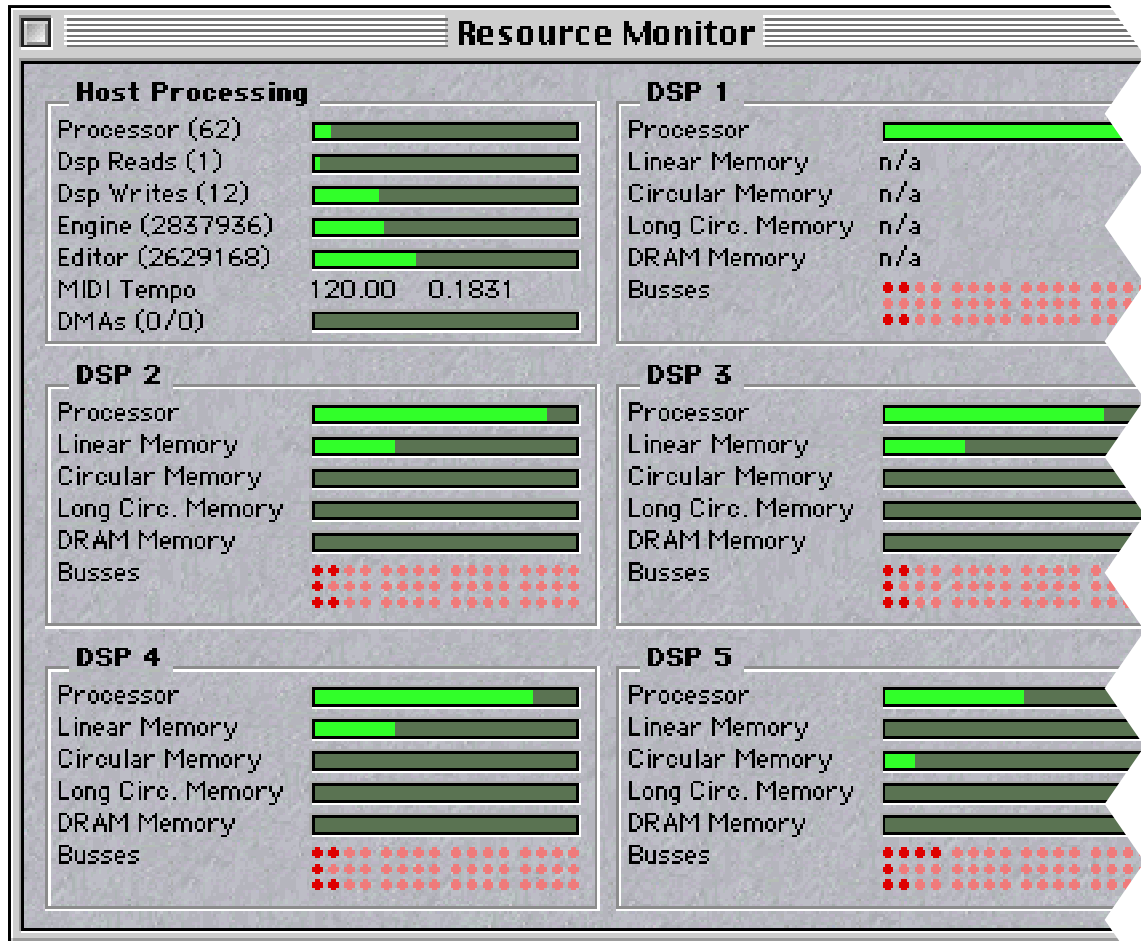 Resource Monitor
Host Processing
Processor (62)
Dsp Reads (1)
Dsp Writes (12)
Engine (2837936)
Editor (2629168)
MIDI Tempo 120.00 0.1831
DMAs (0/0)
DSP 1
Processor
Linear Memory n/a
Circular Memory n/a
Long Circ. Memory n/a
DRAM Memory n/a
Busses
DSP 2
Processor
Linear Memory
Circular Memory
Long Circ. Memory
DRAM Memory
Busses
DSP 3
Processor
Linear Memory
Circular Memory
Long Circ. Memory
DRAM Memory
Busses
DSP 4
Processor
Linear Memory
Circular Memory
Long Circ. Memory
DRAM Memory
Busses
DSP 5
Processor
Linear Memory
Circular Memory
Long Circ. Memory
DRAM Memory
Busses